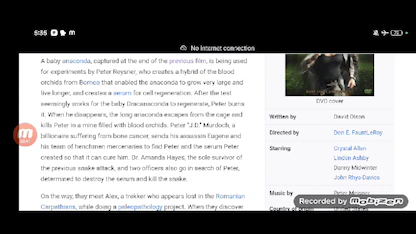 5:35
No internet connection
A baby anaconda, captured at the end of the previous film, is being used
for experiments by Peter Reysner, who creates a hybrid of the blood
orchids from Borneo that enabled the anaconda to grow very large and
live longer, and creates a serum for cell regeneration. After the test
seemingly works for the baby
to regenerate, Peter burns
it. When he disappears, the long anaconda escapes from the cage and
kills Peter in a mine filled with blood orchids. Peter "J.D." Murdoch, a
billionaire suffering from bone cancer, sends his assassin Eugene and
his team of henchmen mercenaries to find Peter and the serum Peter
created so that it can cure him. Dr. Amanda Hayes, the sole survivor of
the previous snake attack, and two officers also go in search of Peter,
determined to destroy the serum and kill the snake.
On the way, they meet Alex, a trekker who appears lost in the Romanian
Carpathians, while doing a paleopathology project. When they discover
DVD cover
Written by David Olson
Directed by Don E. FauntLeRoy
Starring Crystal Allen
Linden Ashby
Danny Midwinter
John Rhys-Davies
Music by Peter Meisner
Country of origin
Recorded by
mobizen